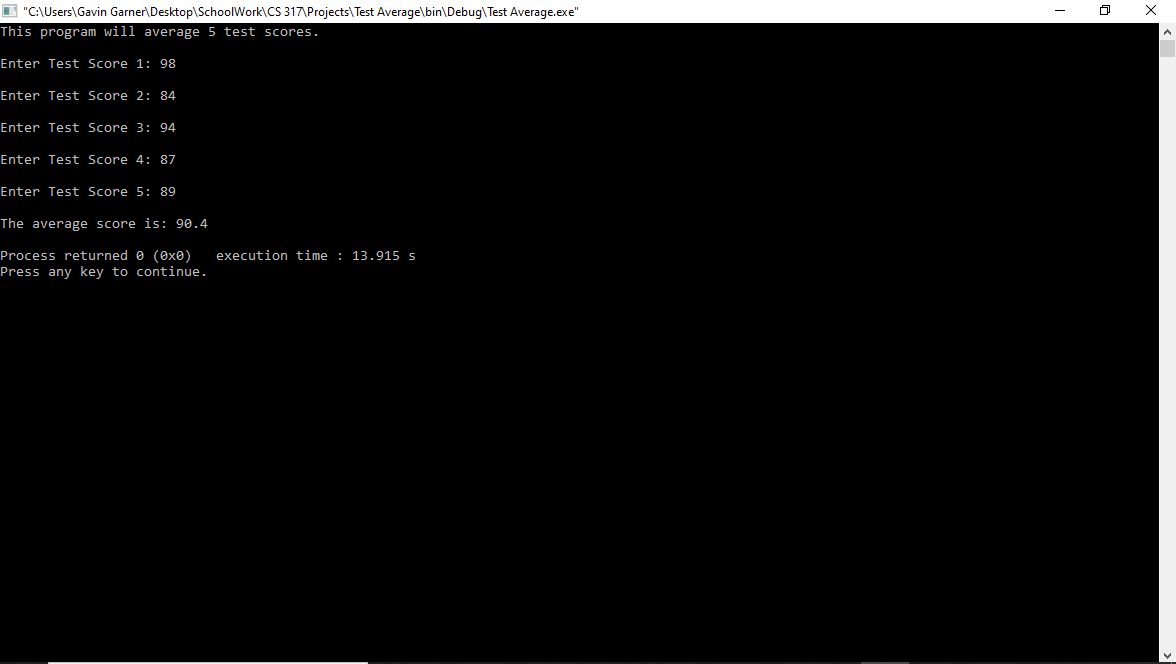 "C:\Users\Gavin Garner\Desktop\SchoolWork\CS 317\Projects\Test Average\bin\Debug\Test Average.exe"
This program will average 5 test scores.
Enter Test Score 1: 98
Enter Test Score 2: 84
Enter Test Score 3: 94
Enter Test Score 4: 87
Enter Test Score 5: 89
The average score is: 90.4
Process returned 0 (0x0)   execution time : 13.915 s
Press any key to continue.